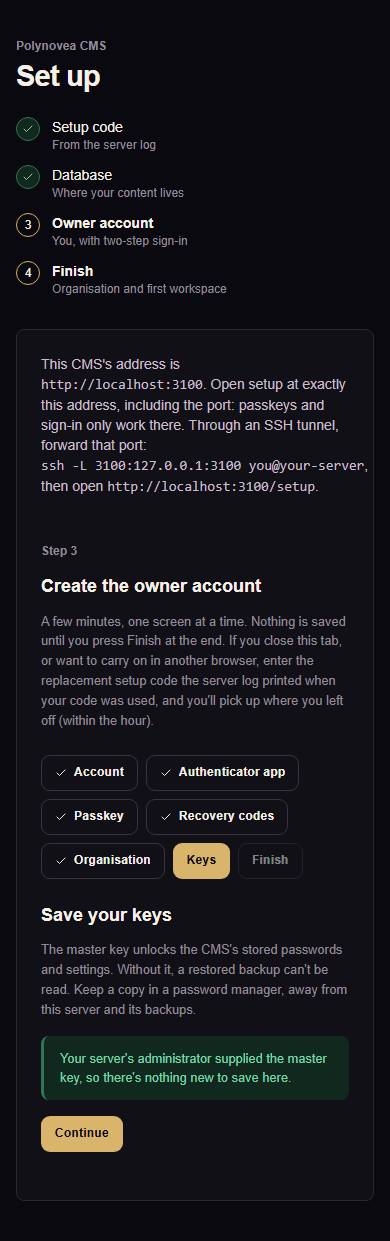 Polynovea CMS
Set up
Setup code
From the server log
Database
Where your content lives
3
Owner account
You, with two-step sign-in
4
Finish
Organisation and first workspace
This CMS's address is
http://localhost:3100. Open setup at exactly
this address, including the port: passkeys and
sign-in only work there. Through an SSH tunnel,
forward that port:
ssh -L 3100:127.0.0.1:3100 you@your-server,
then open http://localhost:3100/setup.
Step 3
Create the owner account
A few minutes, one screen at a time. Nothing is saved
until you press Finish at the end. If you close this tab,
or want to carry on in another browser, enter the
replacement setup code the server log printed when
your code was used, and you'll pick up where you left
off (within the hour).
Account
Authenticator app
Passkey
Recovery codes
Organisation
Keys
Finish
Save your keys
The master key unlocks the CMS's stored passwords
and settings. Without it, a restored backup can't be
read. Keep a copy in a password manager, away from
this server and its backups.
Your server's administrator supplied the master
key, so there's nothing new to save here.
Continue